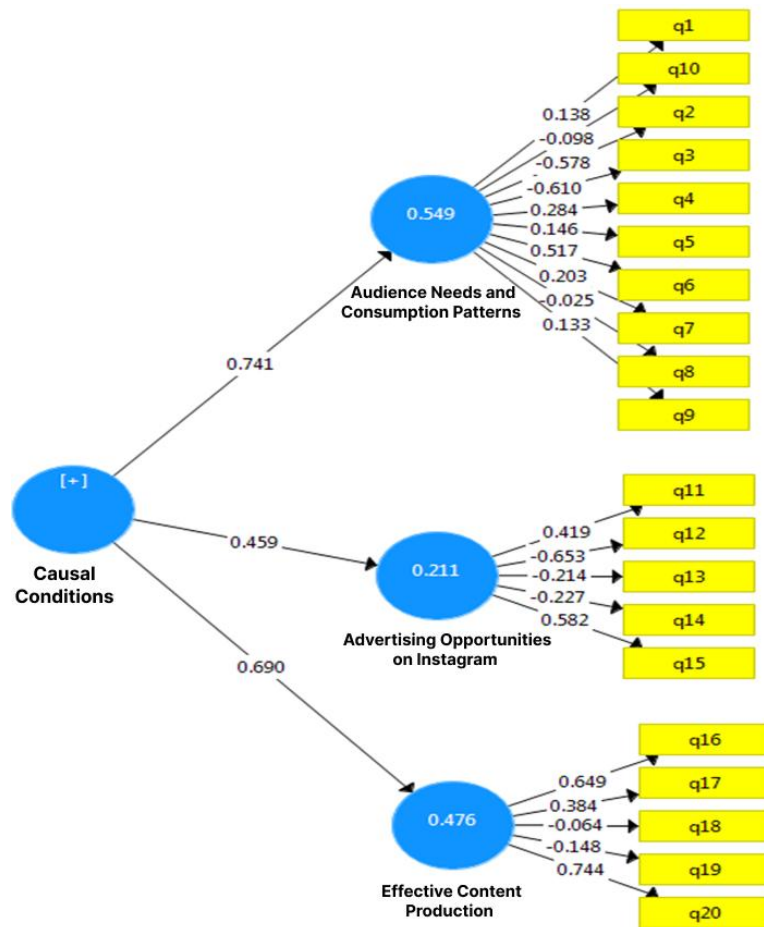 q1
q10
q2
q3
q4
q5
q6
q7
q8
q9
0.138
-0.098
-0.578
-0.610
0.284
0.146
0.517
0.203
-0.025
0.133
0.549
Audience Needs and
Consumption Patterns
0.741
[+]
Causal
Conditions
0.459
0.690
q11
q12
q13
q14
q15
0.419
-0.653
-0.214
-0.227
0.582
0.211
Advertising Opportunities
on Instagram
q16
q17
q18
q19
q20
0.649
0.384
-0.064
-0.148
0.744
0.476
Effective Content
Production